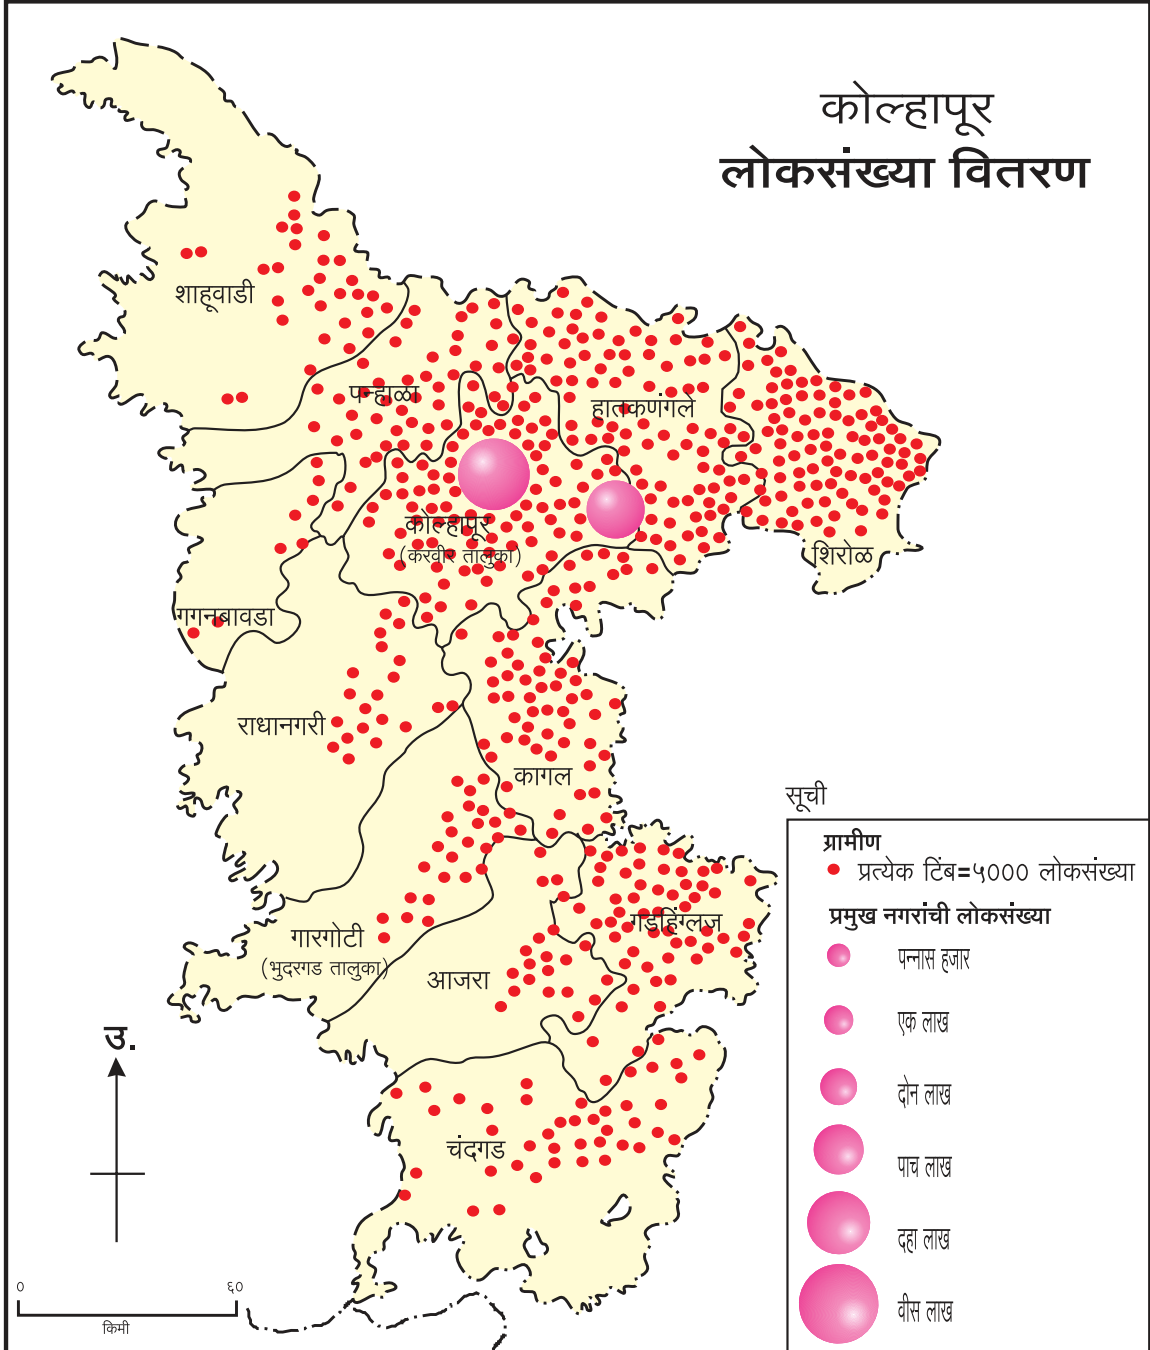 कोल्हापूर
लोकसंख्या वितरण
शाहूवाडी
पन्हाळा
हातकणंगले
कोल्हापूर
(करवीर तालुका)
शिरोळ
गगनबावडा
राधानगरी
कागल
सूची
ग्रामीण
प्रत्येक टिंब=५००० लोकसंख्या
प्रमुख नगरांची लोकसंख्या
पन्नास हजार
एक लाख
दोन लाख
पाच लाख
दहा लाख
वीस लाख
गडहिंग्लज
गारगोटी
(भुदरगड तालुका)
आजरा
चंदगड
उ.
० ६०
किमी